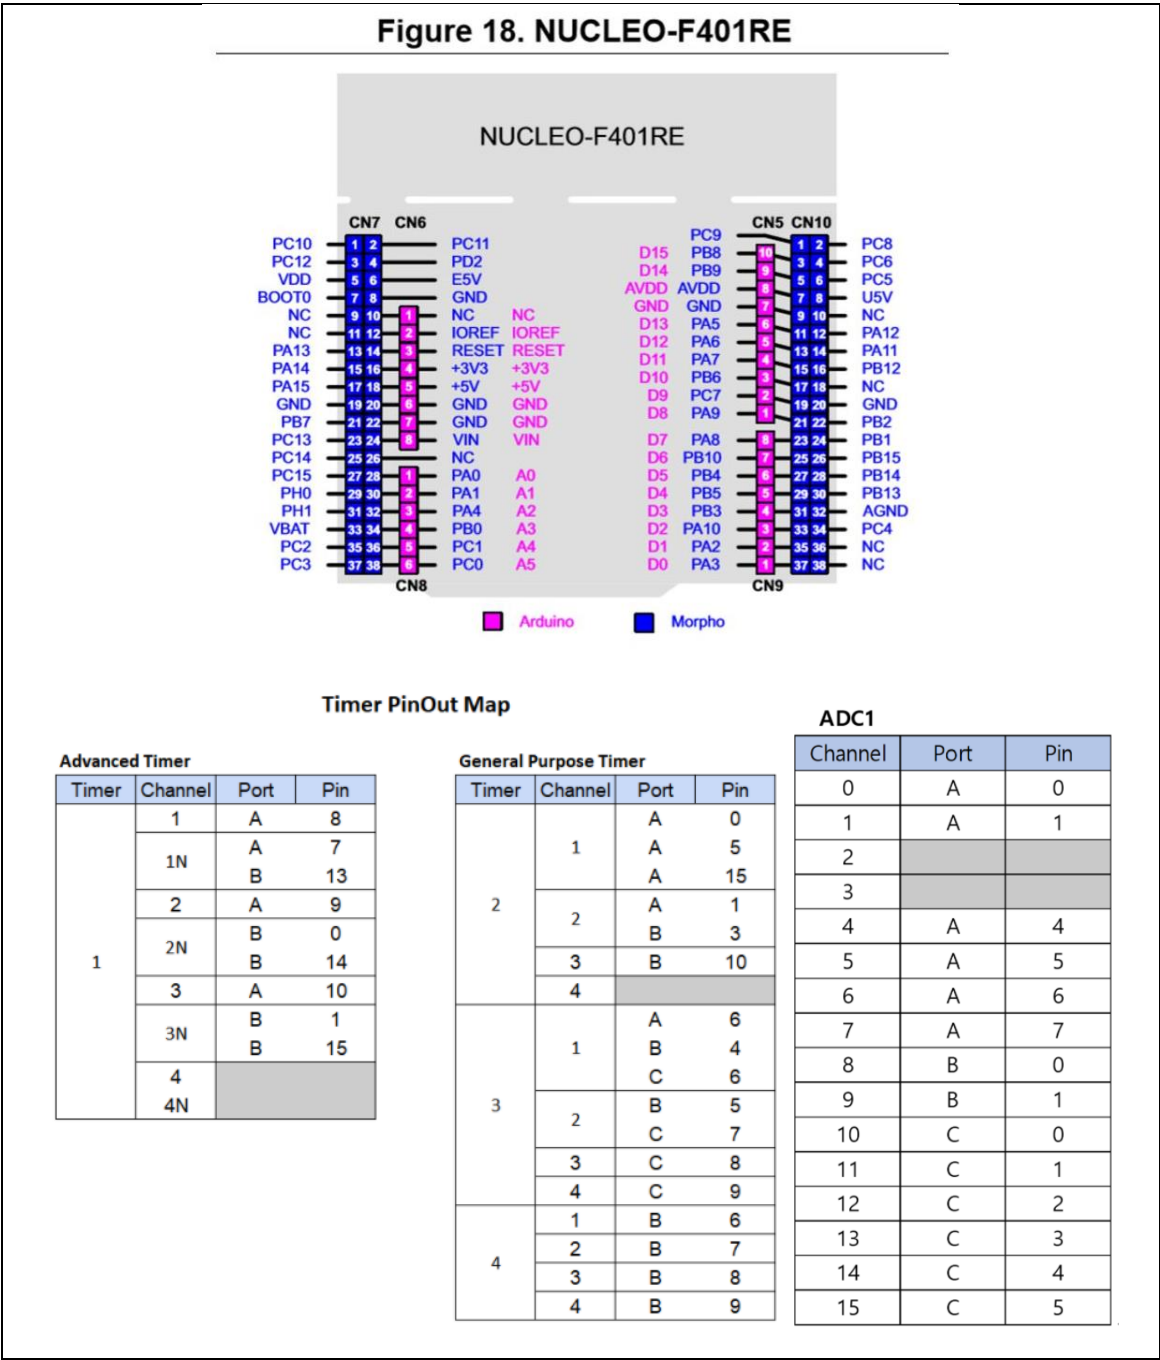 Figure 18. NUCLEO-F401RE
NUCLEO-F401RE
CN7 CN6 CN5 CN10
PC10 1 2 PC11
PC12 3 4 PD2
VDD 5 6 E5V
BOOT0 7 8 GND
NC 9 10 1 NC NC
NC 11 12 2 IOREF IOREF
PA13 13 14 3 RESET RESET
PA14 15 16 4 +3V3 +3V3
PA15 17 18 5 +5V +5V
GND 19 20 6 GND GND
PB7 21 22 7 GND GND
PC13 23 24 8 VIN VIN
PC14 25 26 NC
PC15 27 28 1 PA0 A0
PH0 29 30 2 PA1 A1
PH1 31 32 3 PA4 A2
VBAT 33 34 4 PB0 A3
PC2 35 36 5 PC1 A4
PC3 37 38 6 PC0 A5
CN8
PC9 1 2 PC8
D15 PB8 10 3 4 PC6
D14 PB9 9 5 6 PC5
AVDD AVDD 8 7 8 U5V
GND GND 7 9 10 NC
D13 PA5 6 11 12 PA12
D12 PA6 5 13 14 PA11
D11 PA7 4 15 16 PB12
D10 PB6 3 17 18 NC
D9 PC7 2 19 20 GND
D8 PA9 1 21 22 PB2
D7 PA8 8 23 24 PB1
D6 PB10 7 25 26 PB15
D5 PB4 6 27 28 PB14
D4 PB5 5 29 30 PB13
D3 PB3 4 31 32 AGND
D2 PA10 3 33 34 PC4
D1 PA2 2 35 36 NC
D0 PA3 1 37 38 NC
CN9
Arduino Morpho
Timer PinOut Map
Advanced Timer
Timer Channel Port Pin
1
1 A 8
1N
A 7
B 13
2 A 9
2N
B 0
B 14
3 A 10
3N
B 1
B 15
4
4N
General Purpose Timer
Timer Channel Port Pin
2
1
A 0
A 5
A 15
2
A 1
B 3
3 B 10
4
3
1
A 6
B 4
C 6
2
B 5
C 7
3 C 8
4 C 9
4
1 B 6
2 B 7
3 B 8
4 B 9
ADC1
Channel Port Pin
0 A 0
1 A 1
2
3
4 A 4
5 A 5
6 A 6
7 A 7
8 B 0
9 B 1
10 C 0
11 C 1
12 C 2
13 C 3
14 C 4
15 C 5